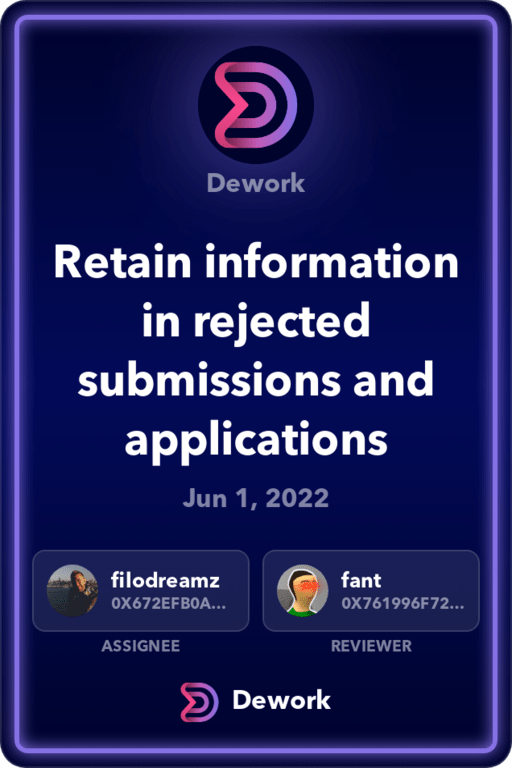 Dework
Retain information
in rejected
submissions and
applications
Jun 1, 2022
filodreamz
0X672EFB0A...
ASSIGNEE
fant
0X761996F72...
REVIEWER
Dework